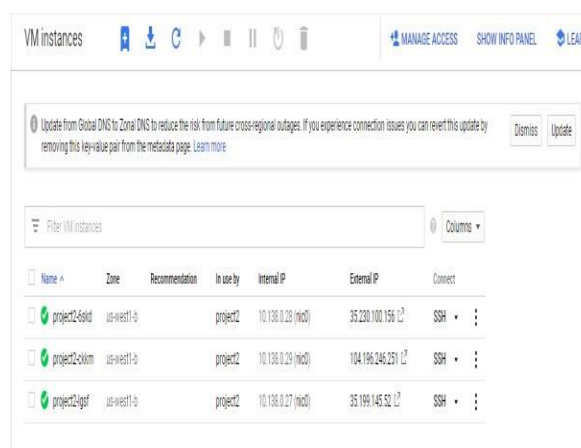 VM instances
MANAGE ACCESS
SHOW INFO PANEL
LEAR
Update from Global DNS to Zonal DNS to reduce the risk from future cross-regional outages. If you experience connection issues you can revert this update by
removing this key-value pair from the metadata page. Learn more
Dismiss
Update
Filter VM instances
Columns
Name Zone Recommendation In use by Internal IP External IP Connect
project2-6skd us-west1-b project2 10.138.0.28 (nic0) 35.230.100.156 SSH
project2-ckkm us-west1-b project2 10.138.0.29 (nic0) 104.196.246.251 SSH
project2-lgsf us-west1-b project2 10.138.0.27 (nic0) 35.199.145.52 SSH